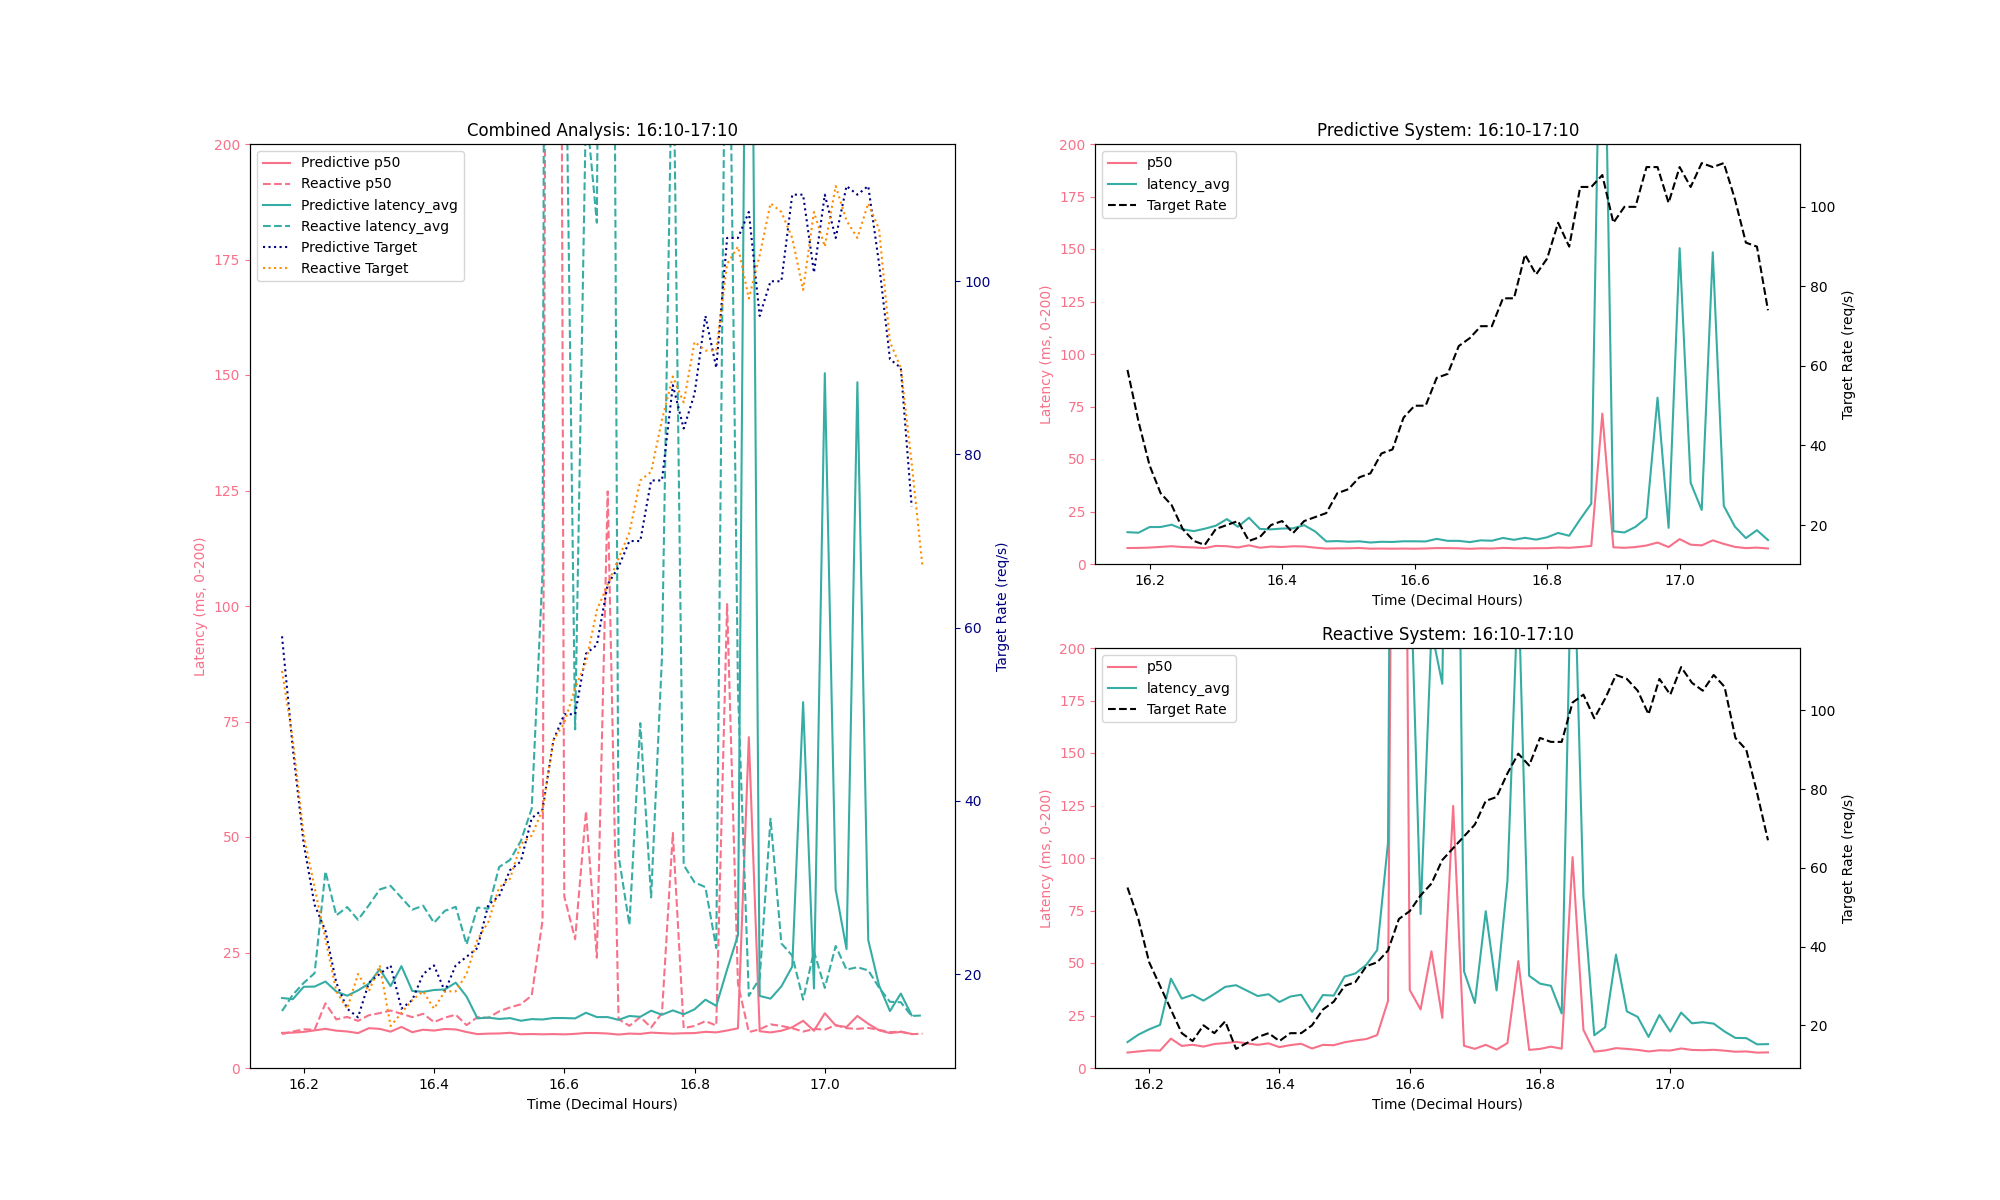 Combined Analysis: 16:10-17:10
Predictive p50
Reactive p50
Predictive latency_avg
Reactive latency_avg
Predictive Target
Reactive Target
200
175
150
125
100
75
50
25
0
Latency (ms, 0-200)
100
80
60
40
20
Target Rate (req/s)
16.2 16.4 16.6 16.8 17.0
Time (Decimal Hours)
Predictive System: 16:10-17:10
p50
latency_avg
Target Rate
200
175
150
125
100
75
50
25
0
Latency (ms, 0-200)
100
80
60
40
20
Target Rate (req/s)
16.2 16.4 16.6 16.8 17.0
Time (Decimal Hours)
Reactive System: 16:10-17:10
p50
latency_avg
Target Rate
200
175
150
125
100
75
50
25
0
Latency (ms, 0-200)
100
80
60
40
20
Target Rate (req/s)
16.2 16.4 16.6 16.8 17.0
Time (Decimal Hours)